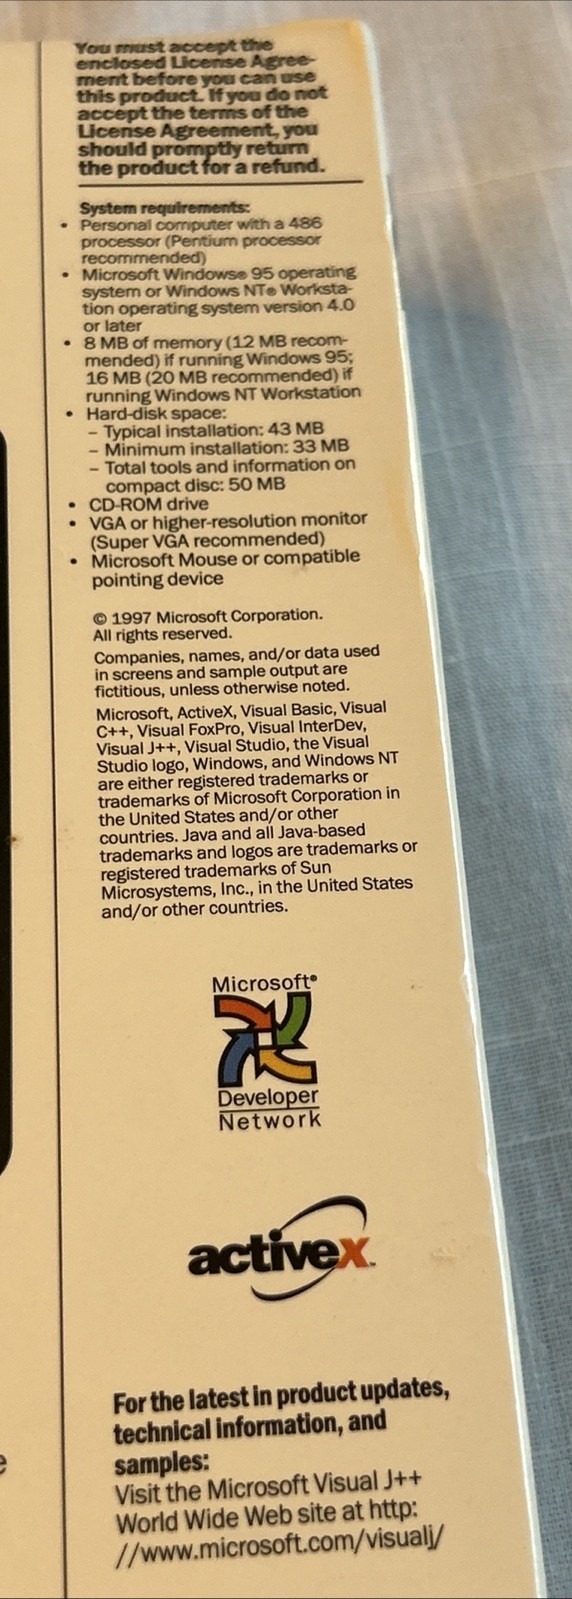 You must accept the
enclosed License Agree-
ment before you can use
this product. If you do not
accept the terms of the
License Agreement, you
should promptly return
the product for a refund.
System requirements:
• Personal computer with a 486
processor (Pentium processor
recommended)
• Microsoft Windows® 95 operating
system or Windows NT® Worksta-
tion operating system version 4.0
or later
• 8 MB of memory (12 MB recom-
mended) if running Windows 95;
16 MB (20 MB recommended) if
running Windows NT Workstation
• Hard-disk space:
– Typical installation: 43 MB
– Minimum installation: 33 MB
– Total tools and information on
compact disc: 50 MB
• CD-ROM drive
• VGA or higher-resolution monitor
(Super VGA recommended)
• Microsoft Mouse or compatible
pointing device
© 1997 Microsoft Corporation.
All rights reserved.
Companies, names, and/or data used
in screens and sample output are
fictitious, unless otherwise noted.
Microsoft, ActiveX, Visual Basic, Visual
C++, Visual FoxPro, Visual InterDev,
Visual J++, Visual Studio, the Visual
Studio logo, Windows, and Windows NT
are either registered trademarks or
trademarks of Microsoft Corporation in
the United States and/or other
countries. Java and all Java-based
trademarks and logos are trademarks or
registered trademarks of Sun
Microsystems, Inc., in the United States
and/or other countries.
Microsoft®
Developer
Network
activex™
For the latest in product updates,
technical information, and
samples:
Visit the Microsoft Visual J++
World Wide Web site at http:
//www.microsoft.com/visualj/